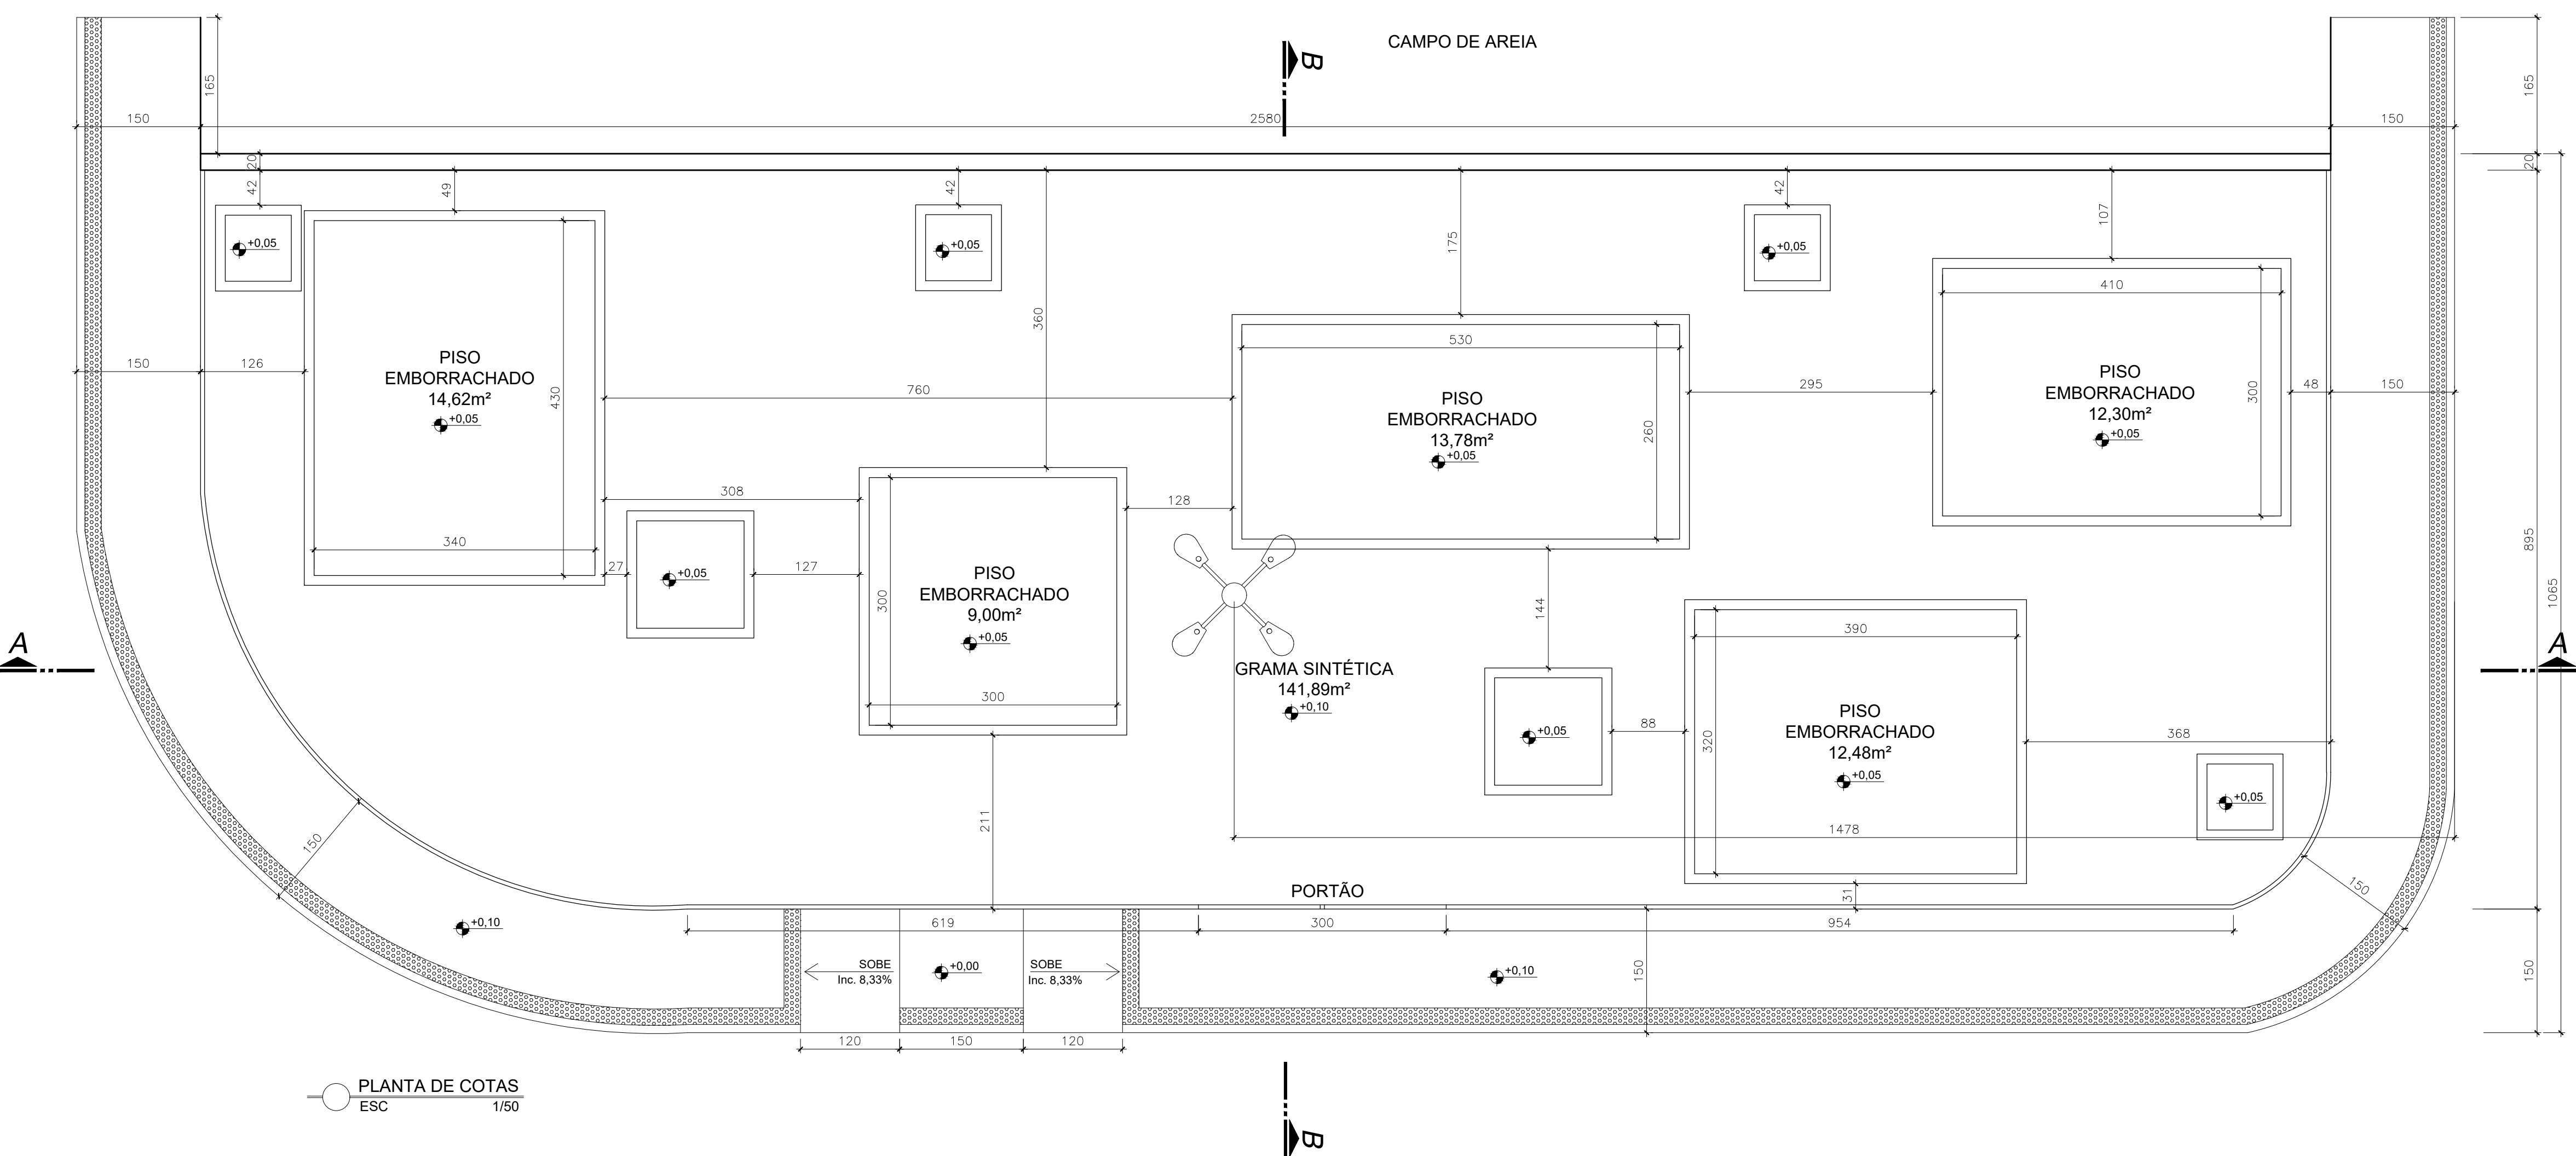 CAMPO DE AREIA
B
165
165
150
2580
150
20
20
42
49
42
42
107
175
360
+0,05
+0,05
+0,05
410
530
150
126
PISO
EMBORRACHADO
14,62m²
+0,05
430
340
760
PISO
EMBORRACHADO
13,78m²
+0,05
260
295
PISO
EMBORRACHADO
12,30m²
+0,05
300
48
150
308
128
27
+0,05
127
PISO
EMBORRACHADO
9,00m²
+0,05
300
300
895
1065
144
A
A
GRAMA SINTÉTICA
141,89m²
+0,10
390
PISO
EMBORRACHADO
12,48m²
+0,05
320
+0,05
88
368
+0,05
211
1478
150
150
31
PORTÃO
+0,10
619
300
954
SOBE
Inc. 8,33%
+0,00
SOBE
Inc. 8,33%
150
+0,10
150
120
150
120
PLANTA DE COTAS
ESC 1/50
B